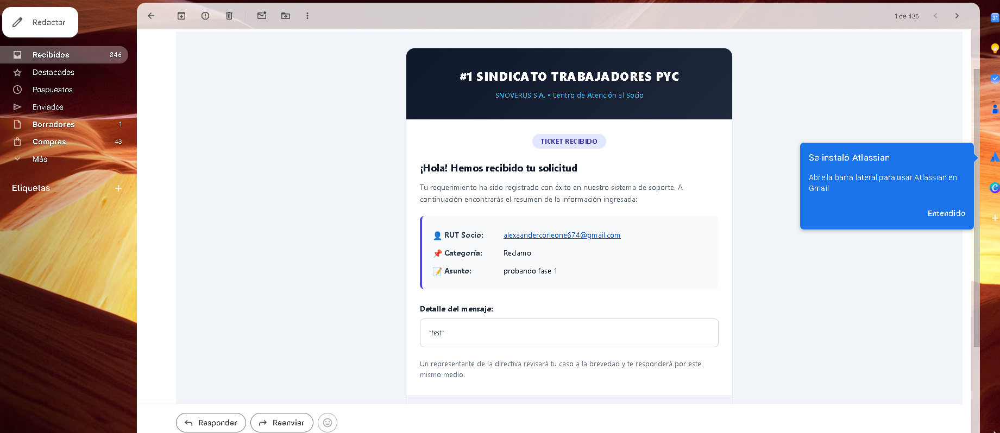 Redactar
Recibidos 346
Destacados
Pospuestos
Enviados
Borradores 1
Compras 43
Más
Etiquetas
1 de 436
#1 SINDICATO TRABAJADORES PYC
SNOVERUS S.A. • Centro de Atención al Socio
TICKET RECIBIDO
¡Hola! Hemos recibido tu solicitud
Tu requerimiento ha sido registrado con éxito en nuestro sistema de soporte. A
continuación encontrarás el resumen de la información ingresada:
👤 RUT Socio: alexaandercorleone674@gmail.com
📌 Categoría: Reclamo
📝 Asunto: probando fase 1
Detalle del mensaje:
"test"
Un representante de la directiva revisará tu caso a la brevedad y te responderá por este
mismo medio.
Responder
Reenviar
31
Se instaló Atlassian
Abre la barra lateral para usar Atlassian en
Gmail
Entendido